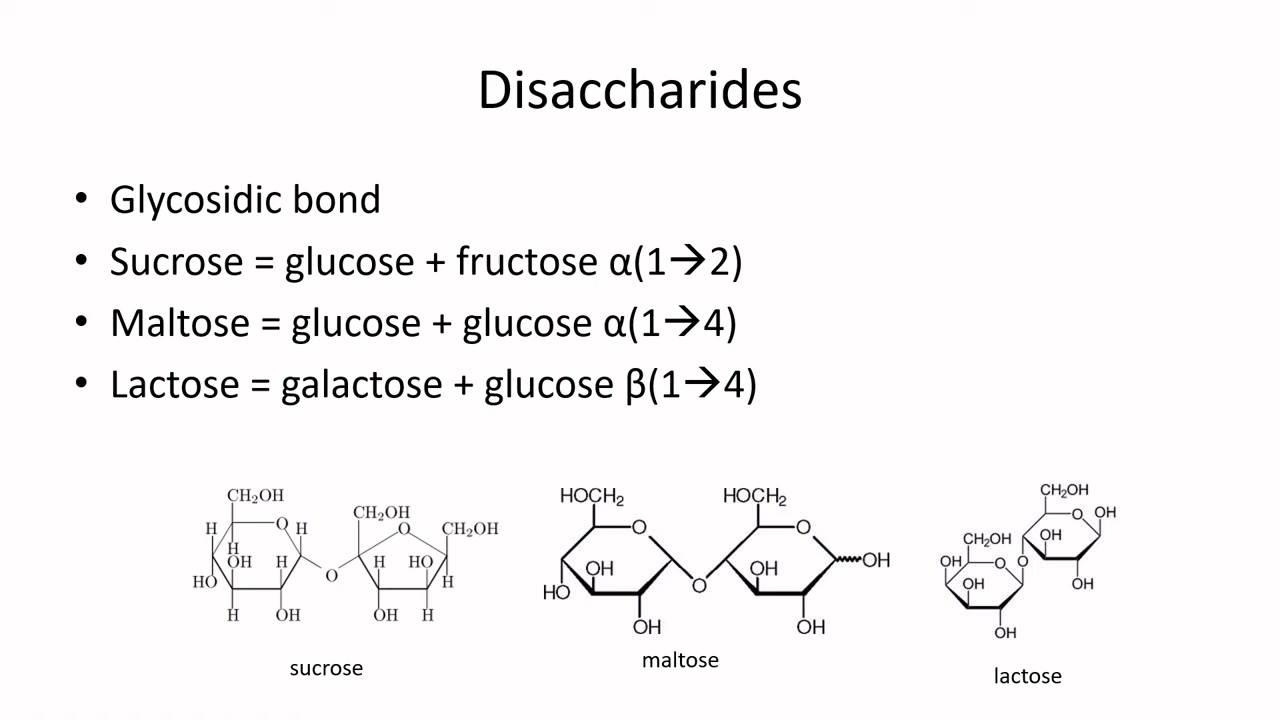 Disaccharides
• Glycosidic bond
• Sucrose = glucose + fructose α(1→2)
• Maltose = glucose + glucose α(1→4)
• Lactose = galactose + glucose β(1→4)
CH₂OH
H
O
H
H
OH
H
HO
H
OH
O
CH₂OH
O
CH₂OH
H
HO
H
OH
H
sucrose
HOCH₂
O
OH
HO
OH
O
HOCH₂
O
OH
OH
OH
maltose
CH₂OH
O
OH
OH
OH
O
CH₂OH
OH
O
OH
OH
lactose